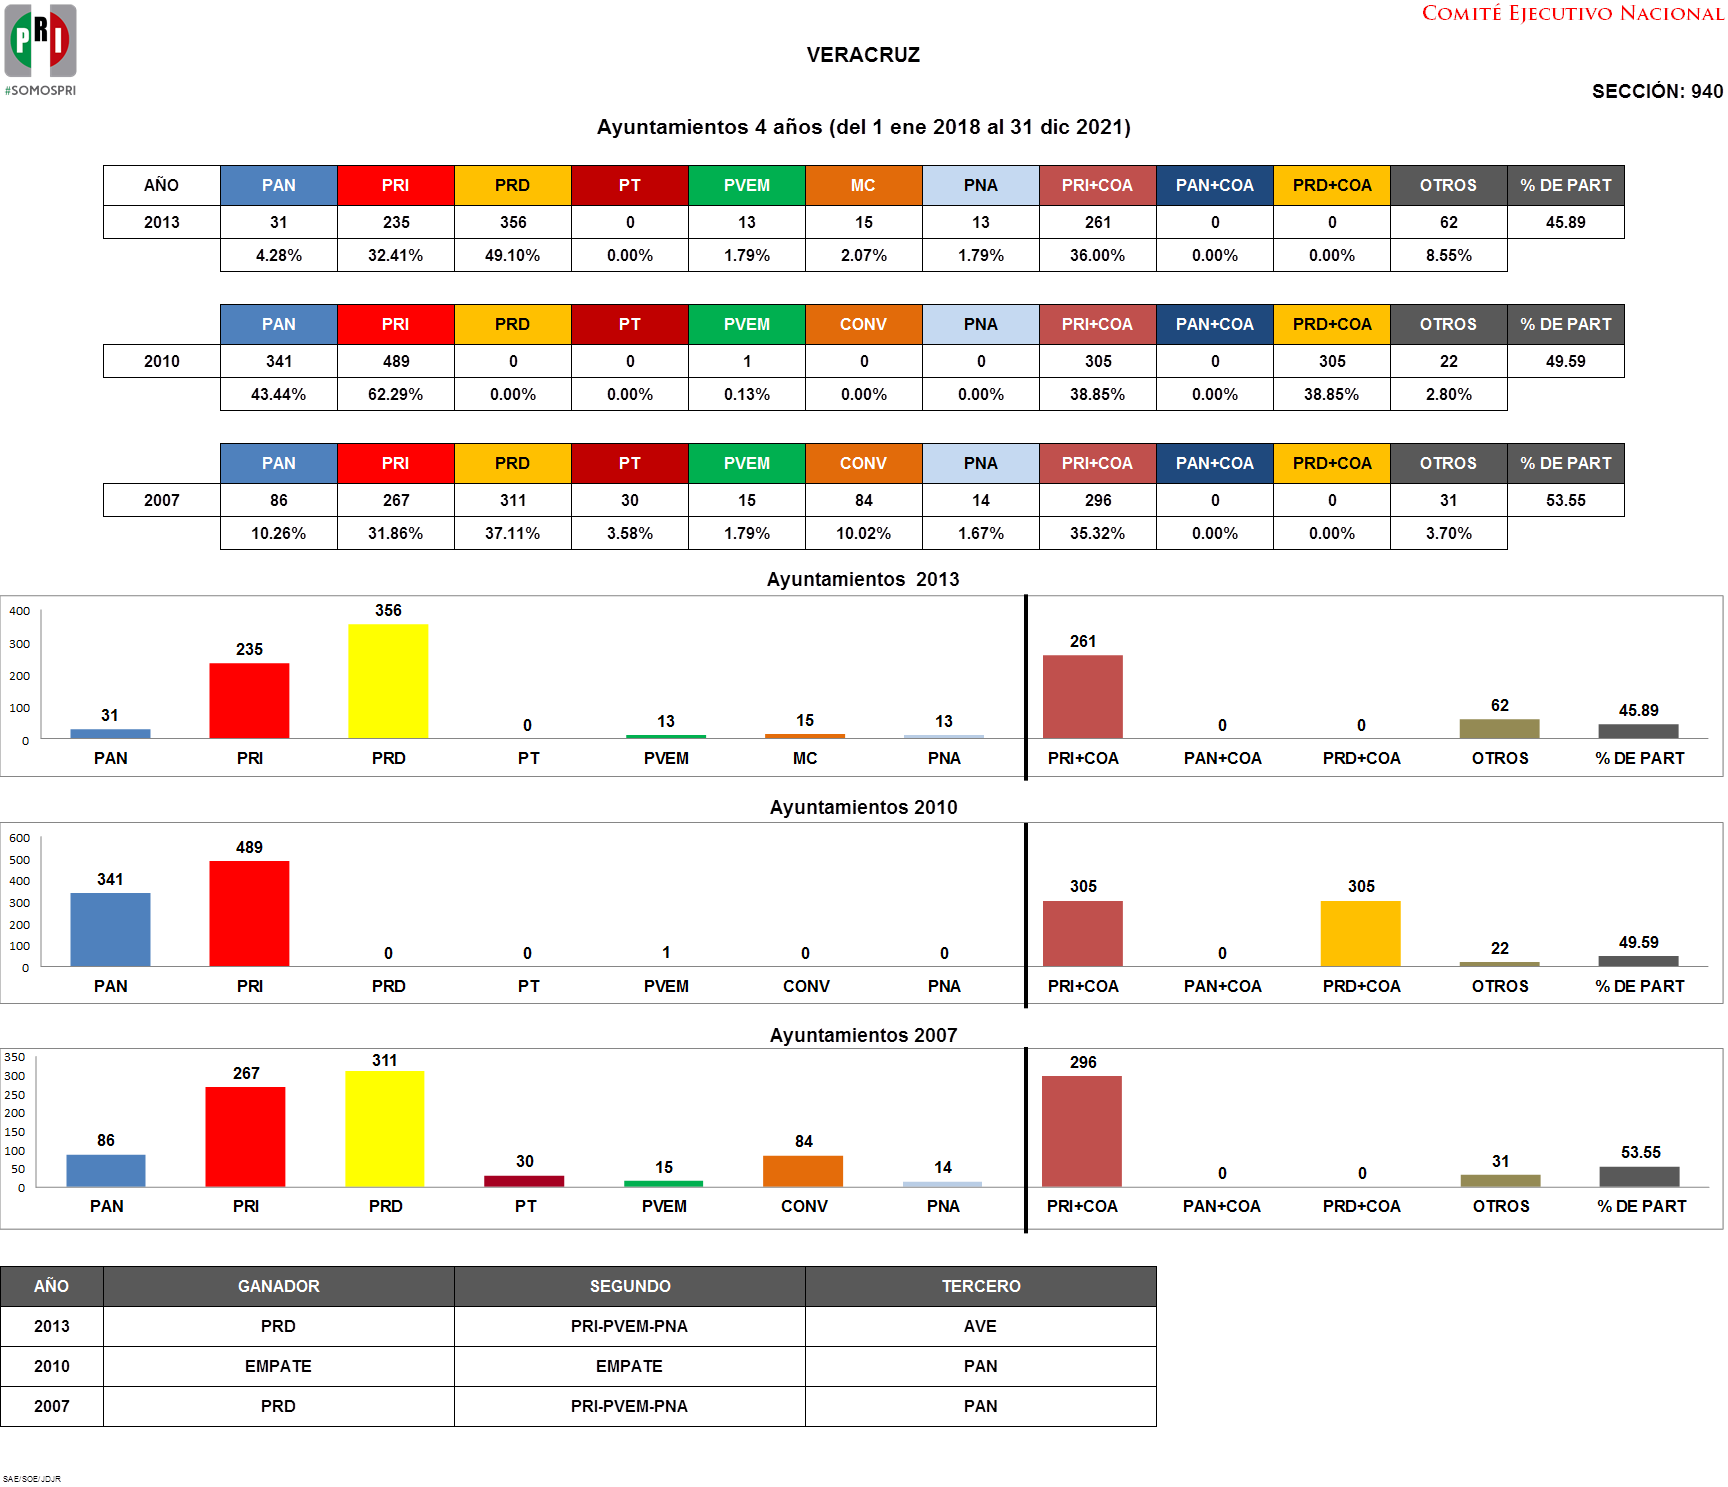 COMITÉ EJECUTIVO NACIONAL
PRI
#SOMOSPRI
VERACRUZ
SECCIÓN: 940
Ayuntamientos 4 años (del 1 ene 2018 al 31 dic 2021)
AÑO PAN PRI PRD PT PVEM MC PNA PRI+COA PAN+COA PRD+COA OTROS % DE PART
2013 31 235 356 0 13 15 13 261 0 0 62 45.89
4.28% 32.41% 49.10% 0.00% 1.79% 2.07% 1.79% 36.00% 0.00% 0.00% 8.55%
PAN PRI PRD PT PVEM CONV PNA PRI+COA PAN+COA PRD+COA OTROS % DE PART
2010 341 489 0 0 1 0 0 305 0 305 22 49.59
43.44% 62.29% 0.00% 0.00% 0.13% 0.00% 0.00% 38.85% 0.00% 38.85% 2.80%
PAN PRI PRD PT PVEM CONV PNA PRI+COA PAN+COA PRD+COA OTROS % DE PART
2007 86 267 311 30 15 84 14 296 0 0 31 53.55
10.26% 31.86% 37.11% 3.58% 1.79% 10.02% 1.67% 35.32% 0.00% 0.00% 3.70%
Ayuntamientos 2013
400
300
200
100
0
31 235 356 0 13 15 13 261 0 0 62 45.89
PAN PRI PRD PT PVEM MC PNA PRI+COA PAN+COA PRD+COA OTROS % DE PART
Ayuntamientos 2010
600
500
400
300
200
100
0
341 489 0 0 1 0 0 305 0 305 22 49.59
PAN PRI PRD PT PVEM CONV PNA PRI+COA PAN+COA PRD+COA OTROS % DE PART
Ayuntamientos 2007
350
300
250
200
150
100
50
0
86 267 311 30 15 84 14 296 0 0 31 53.55
PAN PRI PRD PT PVEM CONV PNA PRI+COA PAN+COA PRD+COA OTROS % DE PART
AÑO GANADOR SEGUNDO TERCERO
2013 PRD PRI-PVEM-PNA AVE
2010 EMPATE EMPATE PAN
2007 PRD PRI-PVEM-PNA PAN
SAE/SOE/JDJR